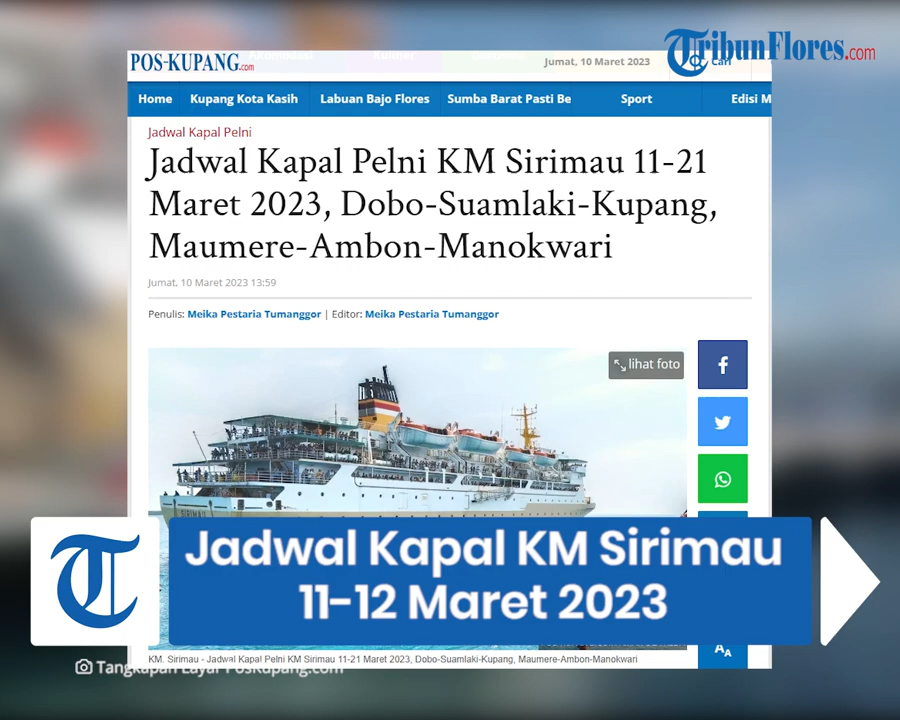 POS-KUPANG.com
Jumat, 10 Maret 2023
Cari
TribunFlores.com
Home Kupang Kota Kasih Labuan Bajo Flores Sumba Barat Pasti Be Sport Edisi M
Jadwal Kapal Pelni
Jadwal Kapal Pelni KM Sirimau 11-21
Maret 2023, Dobo-Suamlaki-Kupang,
Maumere-Ambon-Manokwari
Jumat, 10 Maret 2023 13:59
Penulis: Meika Pestaria Tumanggor | Editor: Meika Pestaria Tumanggor
lihat foto
SIRIMAU
Jadwal Kapal KM Sirimau
11-12 Maret 2023
AA
KM. Sirimau - Jadwal Kapal Pelni KM Sirimau 11-21 Maret 2023, Dobo-Suamlaki-Kupang, Maumere-Ambon-Manokwari
Tangkapan Layar PosKupang.com